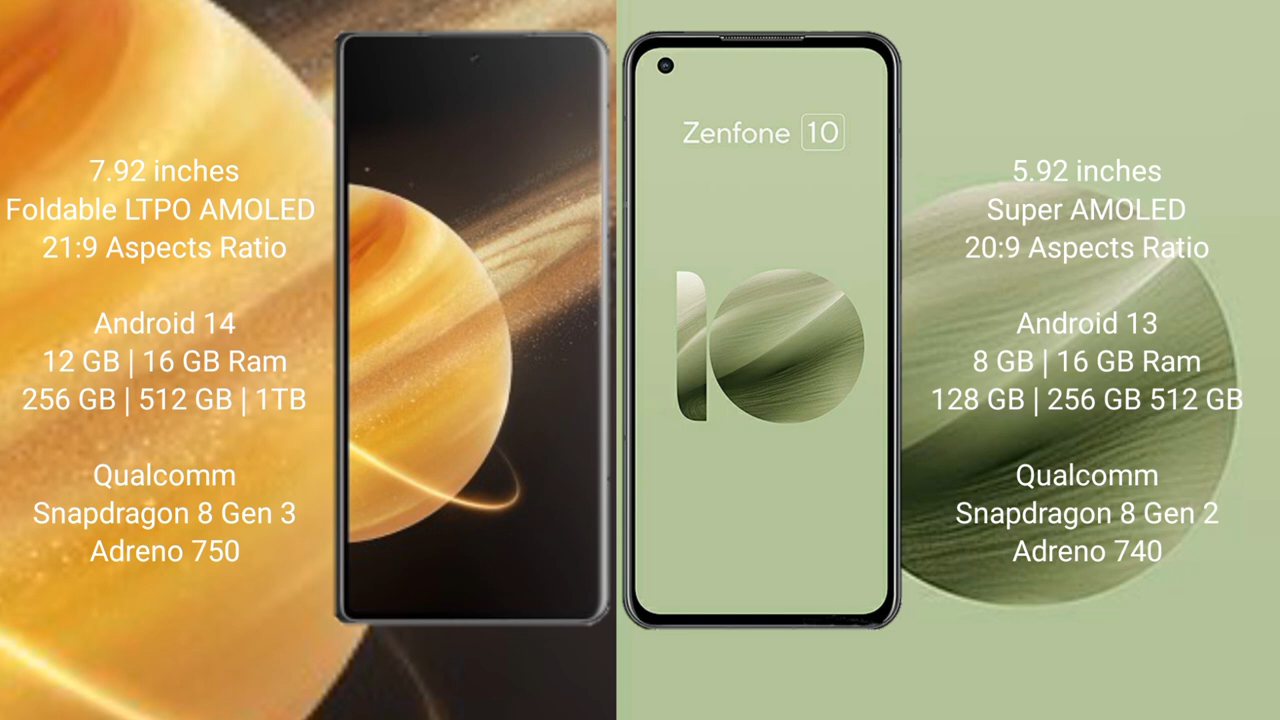 7.92 inches
Foldable LTPO AMOLED
21:9 Aspects Ratio
Android 14
12 GB | 16 GB Ram
256 GB | 512 GB | 1TB
Qualcomm
Snapdragon 8 Gen 3
Adreno 750
Zenfone 10
5.92 inches
Super AMOLED
20:9 Aspects Ratio
Android 13
8 GB | 16 GB Ram
128 GB | 256 GB 512 GB
Qualcomm
Snapdragon 8 Gen 2
Adreno 740